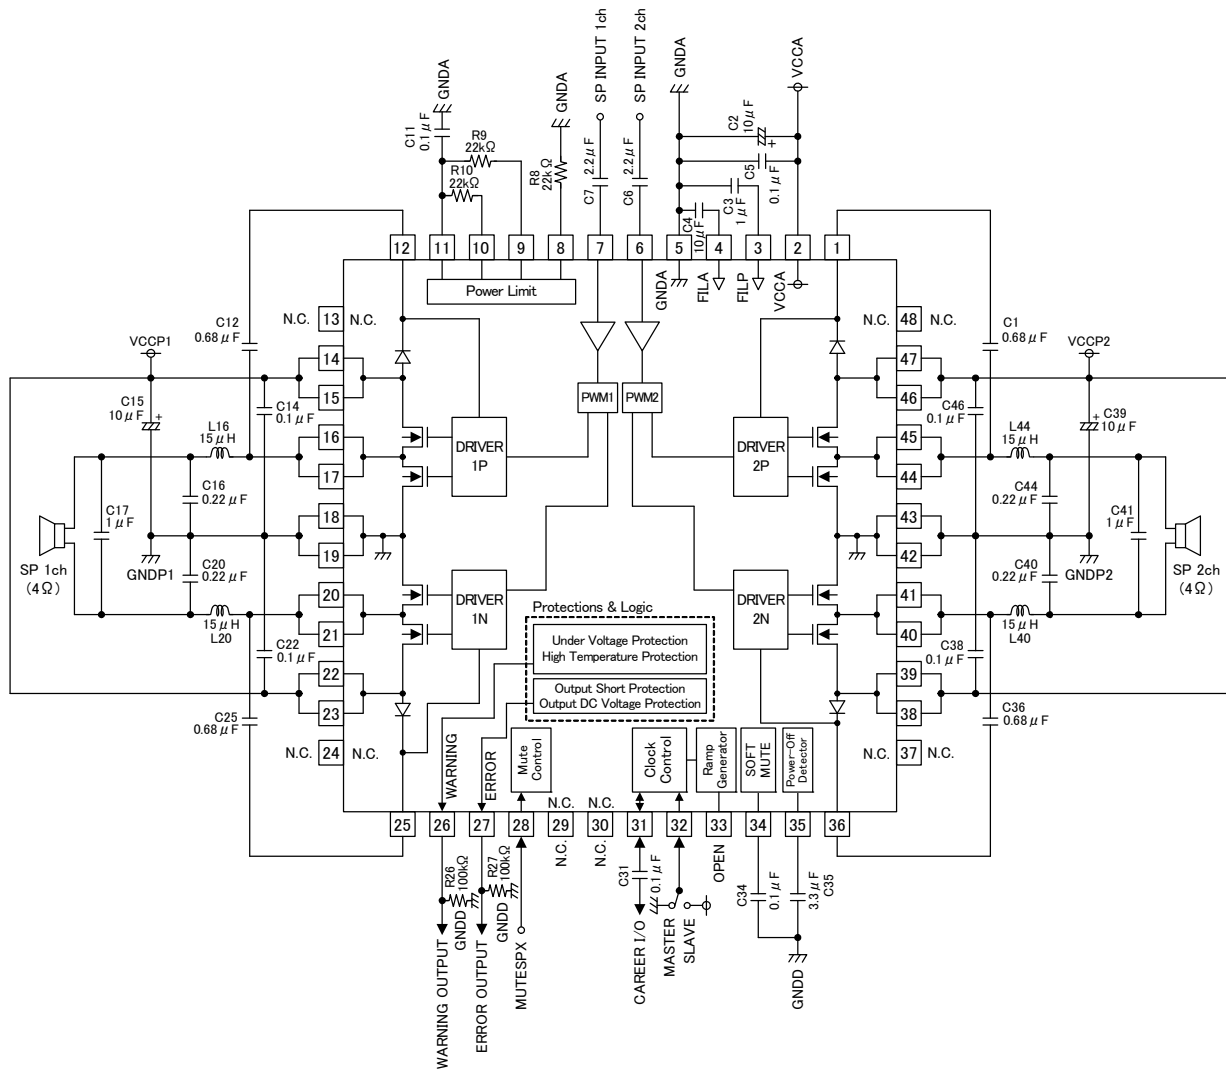 GNDA
C11
0.1μF
R9
22kΩ
R10
22kΩ
GNDA
R8
22kΩ
SP INPUT 1ch
C7 2.2μF
SP INPUT 2ch
C6 2.2μF
GNDA
VCCA
C2
10μF
+
C5
0.1μF
C3
1μF
C4
10μF
12
11
10
9
8
7
6
5
4
3
2
1
Power Limit
GNDA
FILA
FILP
VCCA
N.C.
13
N.C.
N.C.
48
N.C.
C12
0.68μF
C1
0.68μF
VCCP1
VCCP2
14
15
47
46
C15
10μF
+
C14
0.1μF
PWM1
PWM2
C46
0.1μF
+
C39
10μF
L16
15μH
16
17
DRIVER
1P
DRIVER
2P
45
44
L44
15μH
C16
0.22μF
C17
1μF
C44
0.22μF
C41
1μF
18
19
43
42
SP 1ch
(4Ω)
GNDP1
C20
0.22μF
C40
0.22μF
GNDP2
SP 2ch
(4Ω)
15μH
L20
20
21
DRIVER
1N
DRIVER
2N
41
40
15μH
L40
Protections & Logic
Under Voltage Protection
High Temperature Protection
Output Short Protection
Output DC Voltage Protection
C22
0.1μF
C38
0.1μF
22
23
39
38
C25
0.68μF
C36
0.68μF
N.C.
24
N.C.
N.C.
37
N.C.
WARNING
ERROR
Mute
Control
N.C.
N.C.
Clock
Control
Ramp
Generator
SOFT
MUTE
Power-Off
Detector
25
26
27
28
29
30
31
32
33
34
35
36
R26
100kΩ
GNDD
R27
100kΩ
GNDD
N.C.
N.C.
C31
0.1μF
OPEN
C34
0.1μF
3.3μF
C35
WARNING OUTPUT
ERROR OUTPUT
MUTESPX
CAREER I/O
MASTER
SLAVE
GNDD